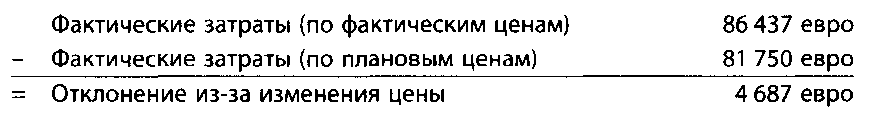 Фактические затраты (по фактическим ценам) 86 437 евро
– Фактические затраты (по плановым ценам) 81 750 евро
= Отклонение из-за изменения цены 4 687 евро